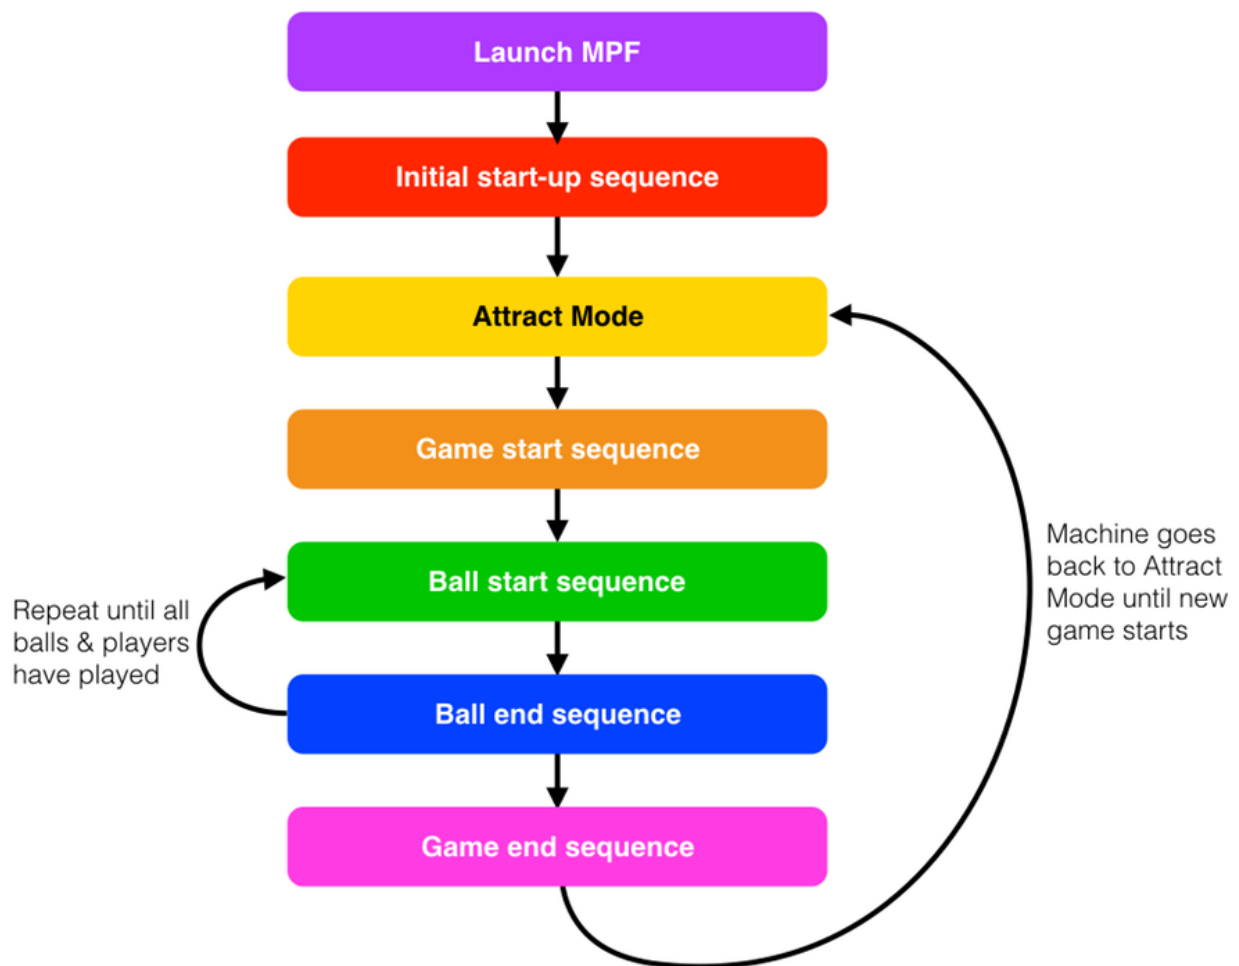 Launch MPF
Initial start-up sequence
Attract Mode
Game start sequence
Ball start sequence
Repeat until all
balls & players
have played
Machine goes
back to Attract
Mode until new
game starts
Ball end sequence
Game end sequence